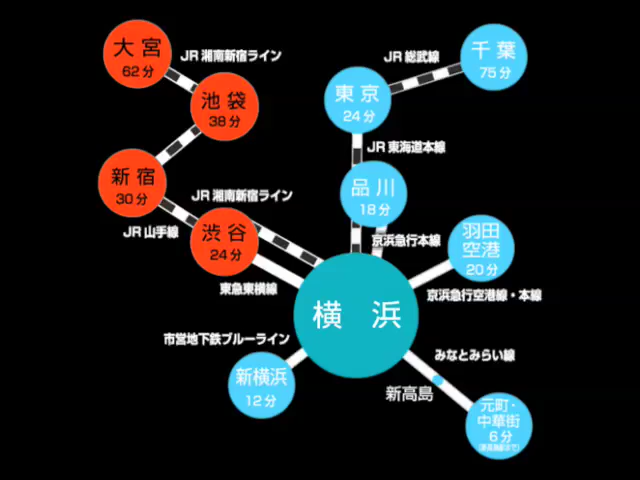 大宮
62分
JR 湘南新宿ライン
JR 総武線
千葉
75分
池袋
38分
東京
24分
JR 東海道本線
新宿
30分
品川
18分
JR 湘南新宿ライン
JR 山手線
渋谷
24分
京浜急行本線
羽田
空港
20分
東急東横線
京浜急行空港線・本線
横 浜
市営地下鉄ブルーライン
みなとみらい線
新横浜
12分
新高島
元町・
中華街
6分